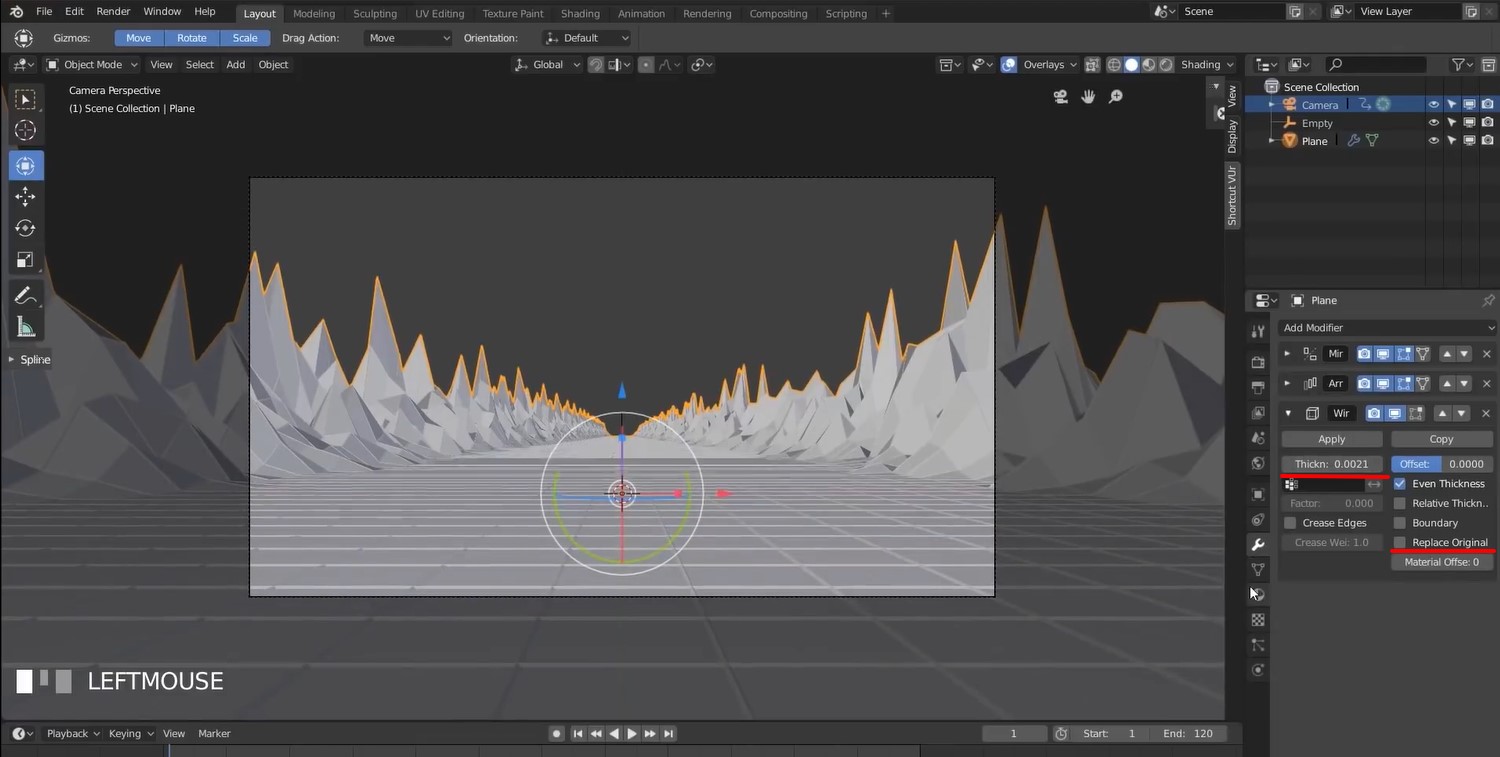 File Edit Render Window Help Layout Modeling Sculpting UV Editing Texture Paint Shading Animation Rendering Compositing Scripting + Scene View Layer
Gizmos: Move Rotate Scale Drag Action: Move Orientation: Default
Object Mode View Select Add Object Global Overlays Shading
Camera Perspective
(1) Scene Collection | Plane
View
Display
Shortcut VUr
Spline
Scene Collection
Camera
Empty
Plane
Plane
Add Modifier
Mir
Arr
Wir
Apply Copy
Thickn: 0.0021 Offset: 0.0000
Even Thickness
Factor: 0.000 Relative Thickn..
Crease Edges Boundary
Crease Wei: 1.0 Replace Original
Material Offse: 0
LEFTMOUSE
Playback Keying View Marker 1 Start: 1 End: 120